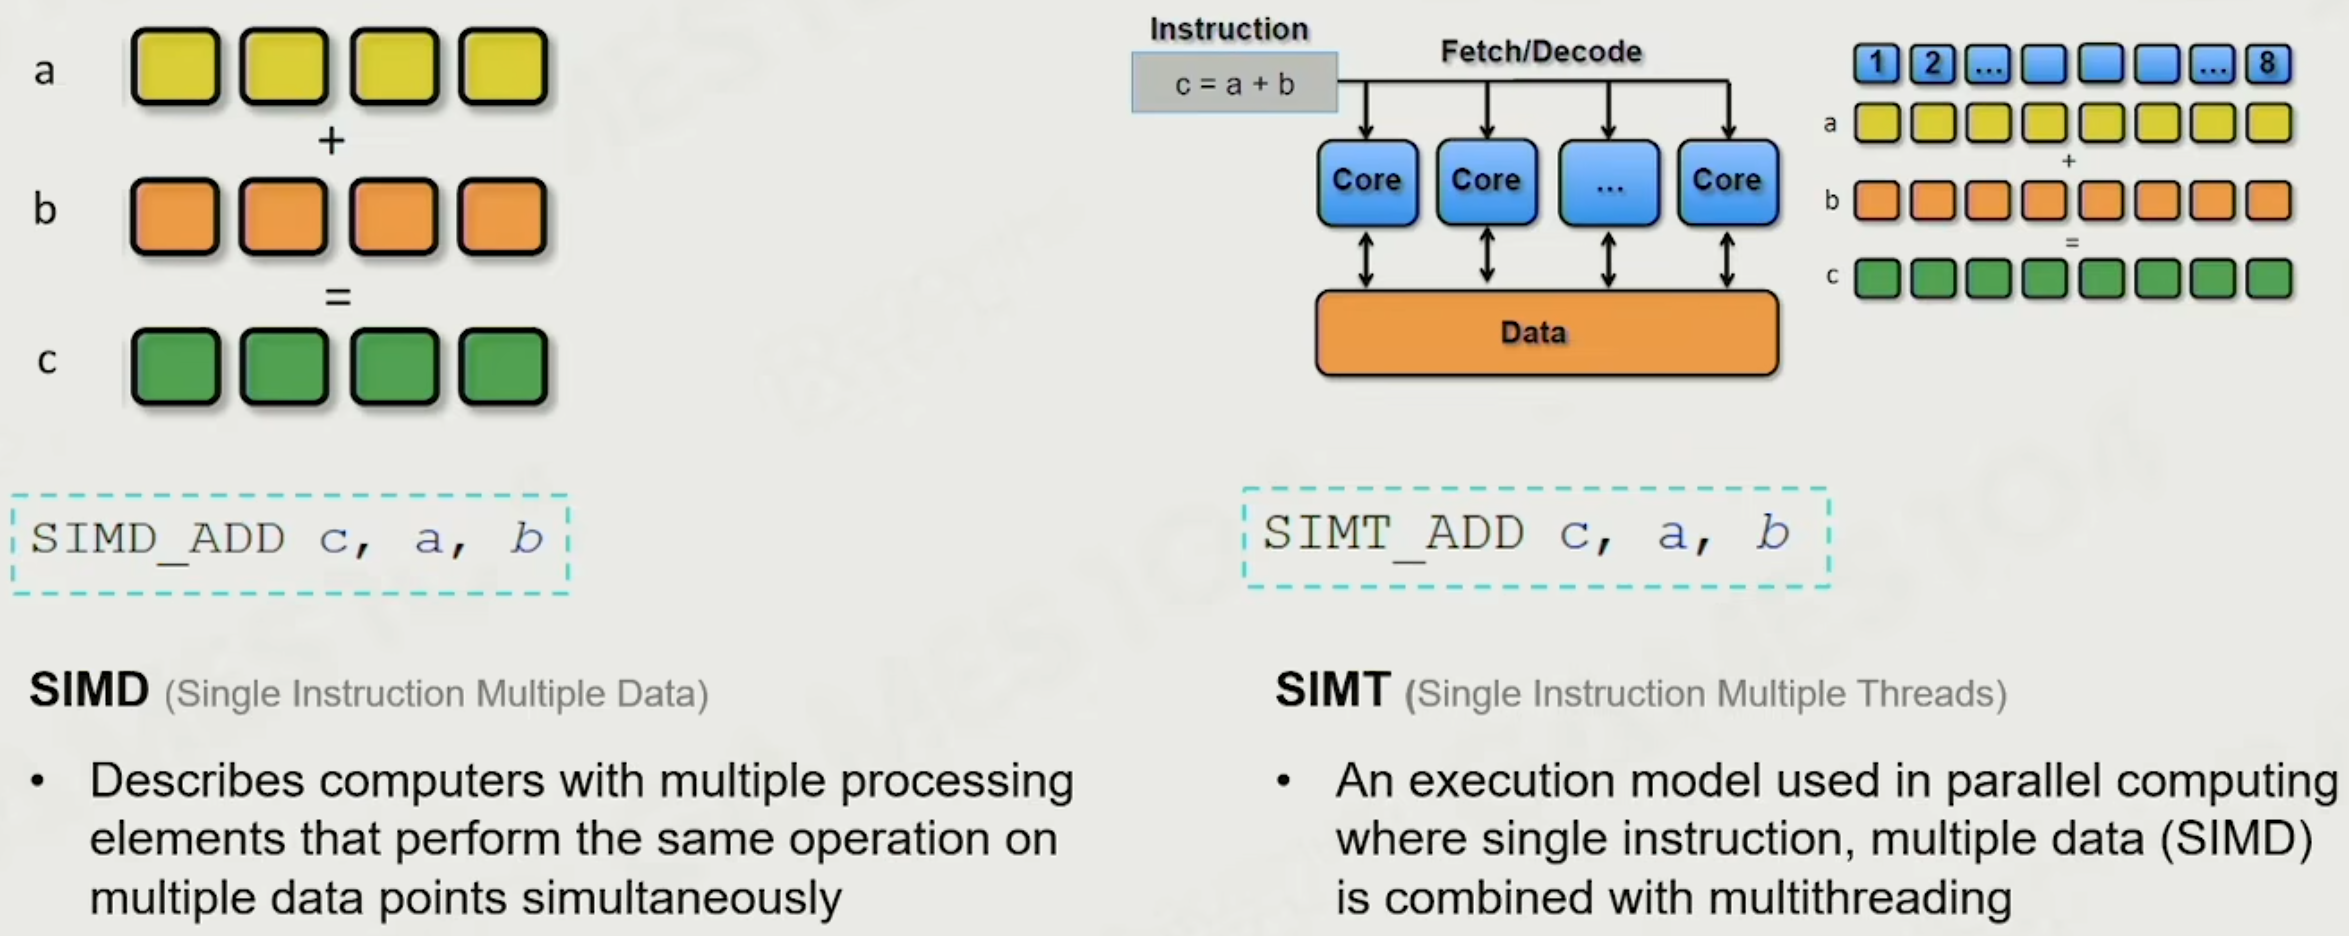 a
+
b
=
c
SIMD_ADD c, a, b
SIMD (Single Instruction Multiple Data)
• Describes computers with multiple processing
elements that perform the same operation on
multiple data points simultaneously
Instruction
c = a + b
Fetch/Decode
Core Core ... Core
Data
1 2 ... ... 8
a
+
b
=
c
SIMT_ADD c, a, b
SIMT (Single Instruction Multiple Threads)
• An execution model used in parallel computing
where single instruction, multiple data (SIMD)
is combined with multithreading